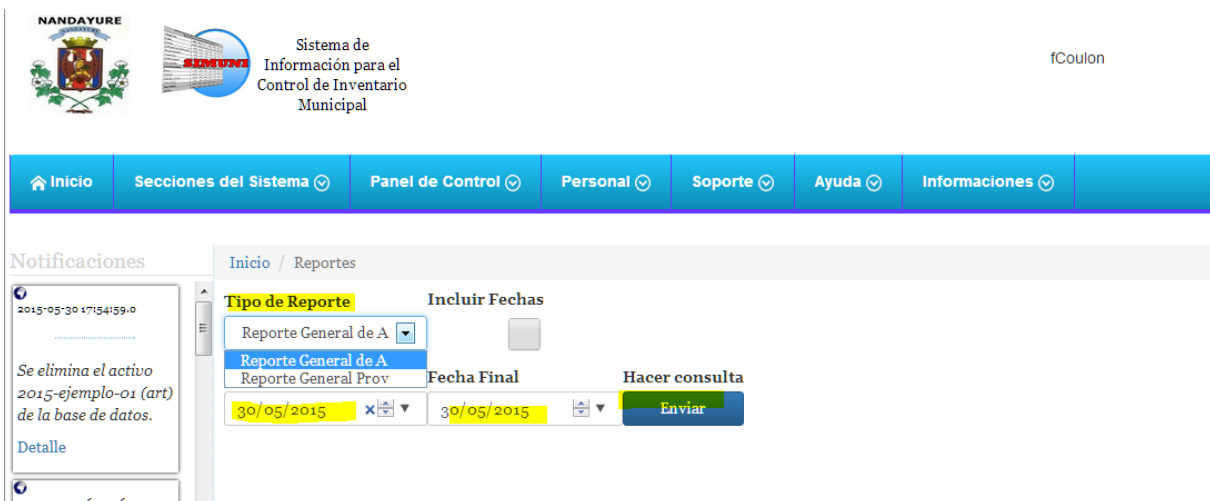 NANDAYURE
SIMUNI
Sistema de
Información para el
Control de Inventario
Municipal
fCoulon
Inicio
Secciones del Sistema
Panel de Control
Personal
Soporte
Ayuda
Informaciones
Notificaciones
Inicio / Reportes
2015-05-30 17:54:59.0
Se elimina el activo
2015-ejemplo-01 (art)
de la base de datos.
Detalle
Tipo de Reporte
Incluir Fechas
Reporte General de A
Reporte General de A
Reporte General Prov
Fecha Final
Hacer consulta
30/05/2015
30/05/2015
Enviar